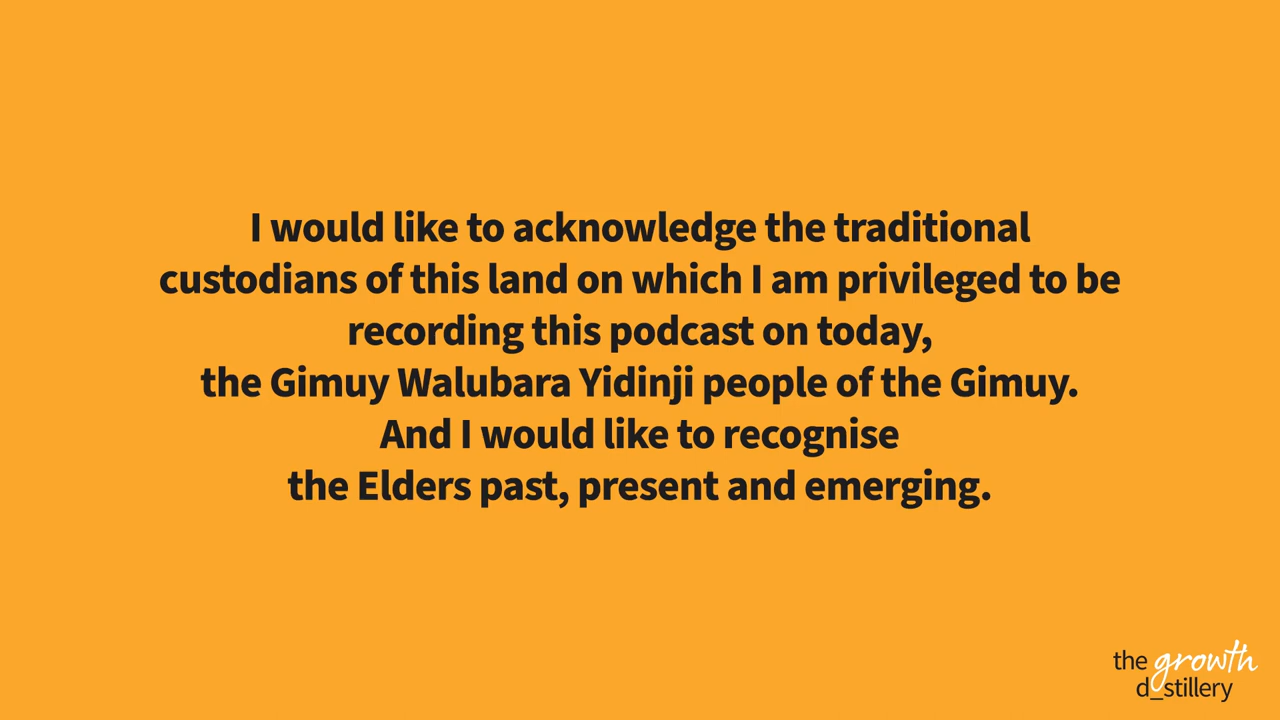 I would like to acknowledge the traditional
custodians of this land on which I am privileged to be
recording this podcast on today,
the Gimuy Walubara Yidinji people of the Gimuy.
And I would like to recognise
the Elders past, present and emerging.
the growth
d_stillery